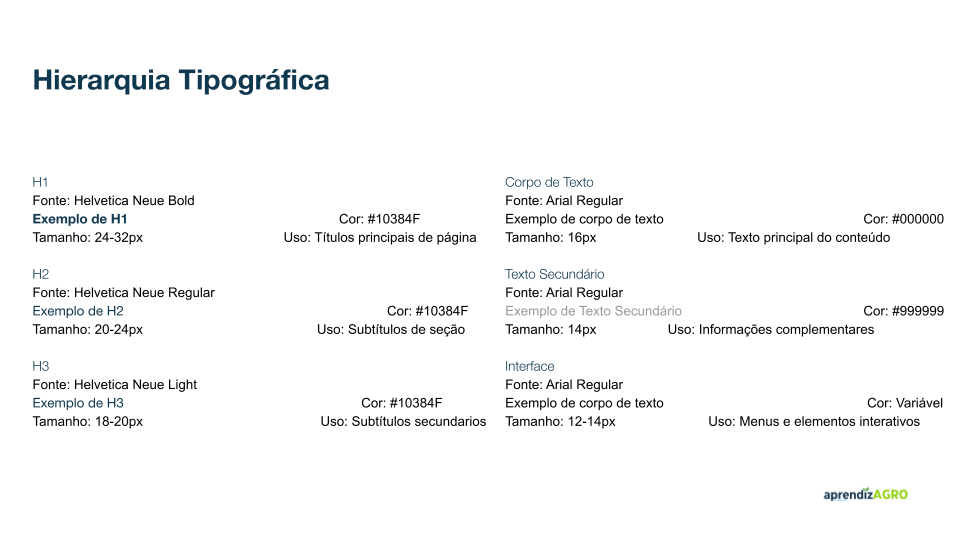 Hierarquia Tipográfica
H1
Fonte: Helvetica Neue Bold
Exemplo de H1 Cor: #10384F
Tamanho: 24-32px Uso: Títulos principais de página
H2
Fonte: Helvetica Neue Regular
Exemplo de H2 Cor: #10384F
Tamanho: 20-24px Uso: Subtítulos de seção
H3
Fonte: Helvetica Neue Light
Exemplo de H3 Cor: #10384F
Tamanho: 18-20px Uso: Subtítulos secundarios
Corpo de Texto
Fonte: Arial Regular
Exemplo de corpo de texto Cor: #000000
Tamanho: 16px Uso: Texto principal do conteúdo
Texto Secundário
Fonte: Arial Regular
Exemplo de Texto Secundário Cor: #999999
Tamanho: 14px Uso: Informações complementares
Interface
Fonte: Arial Regular
Exemplo de corpo de texto Cor: Variável
Tamanho: 12-14px Uso: Menus e elementos interativos
aprendizAGRO